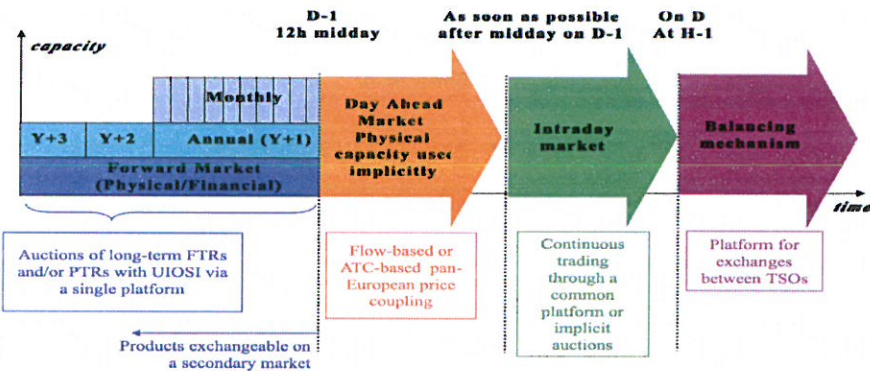 D-1
12h midday
As soon as possible
after midday on D-1
On D
At H-1
capacity
Monthly
Y+3
Y+2
Annual (Y+1)
Forward Market
(Physical/Financial)
Day Ahead
Market
Physical
capacity used
implicitly
Intraday
market
Balancing
mechanism
time
Auctions of long-term FTRs
and/or PTRs with UIOSI via
a single platform
Flow-based or
ATC-based pan-
European price
coupling
Continuous
trading
through a
common
platform or
implicit
auctions
Platform for
exchanges
between TSOs
Products exchangeable on
a secondary market